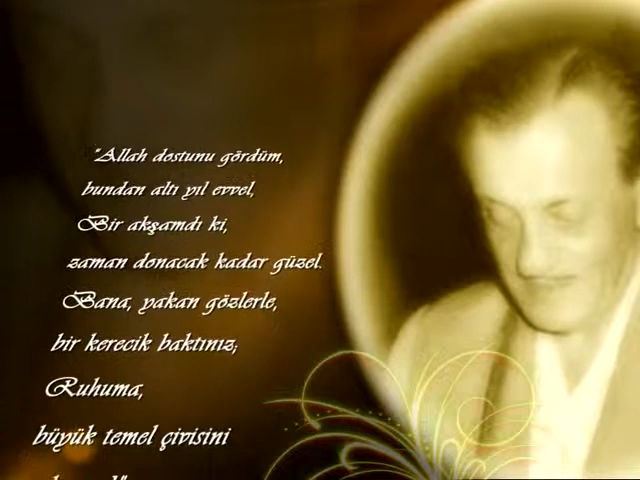 "Allah dostunu gördüm,
bundan altı yıl evvel,
Bir akşamdı ki,
zaman donacak kadar güzel.
Bana, yakan gözlerle,
bir kerecik baktınız;
Ruhuma,
büyük temel çivisini